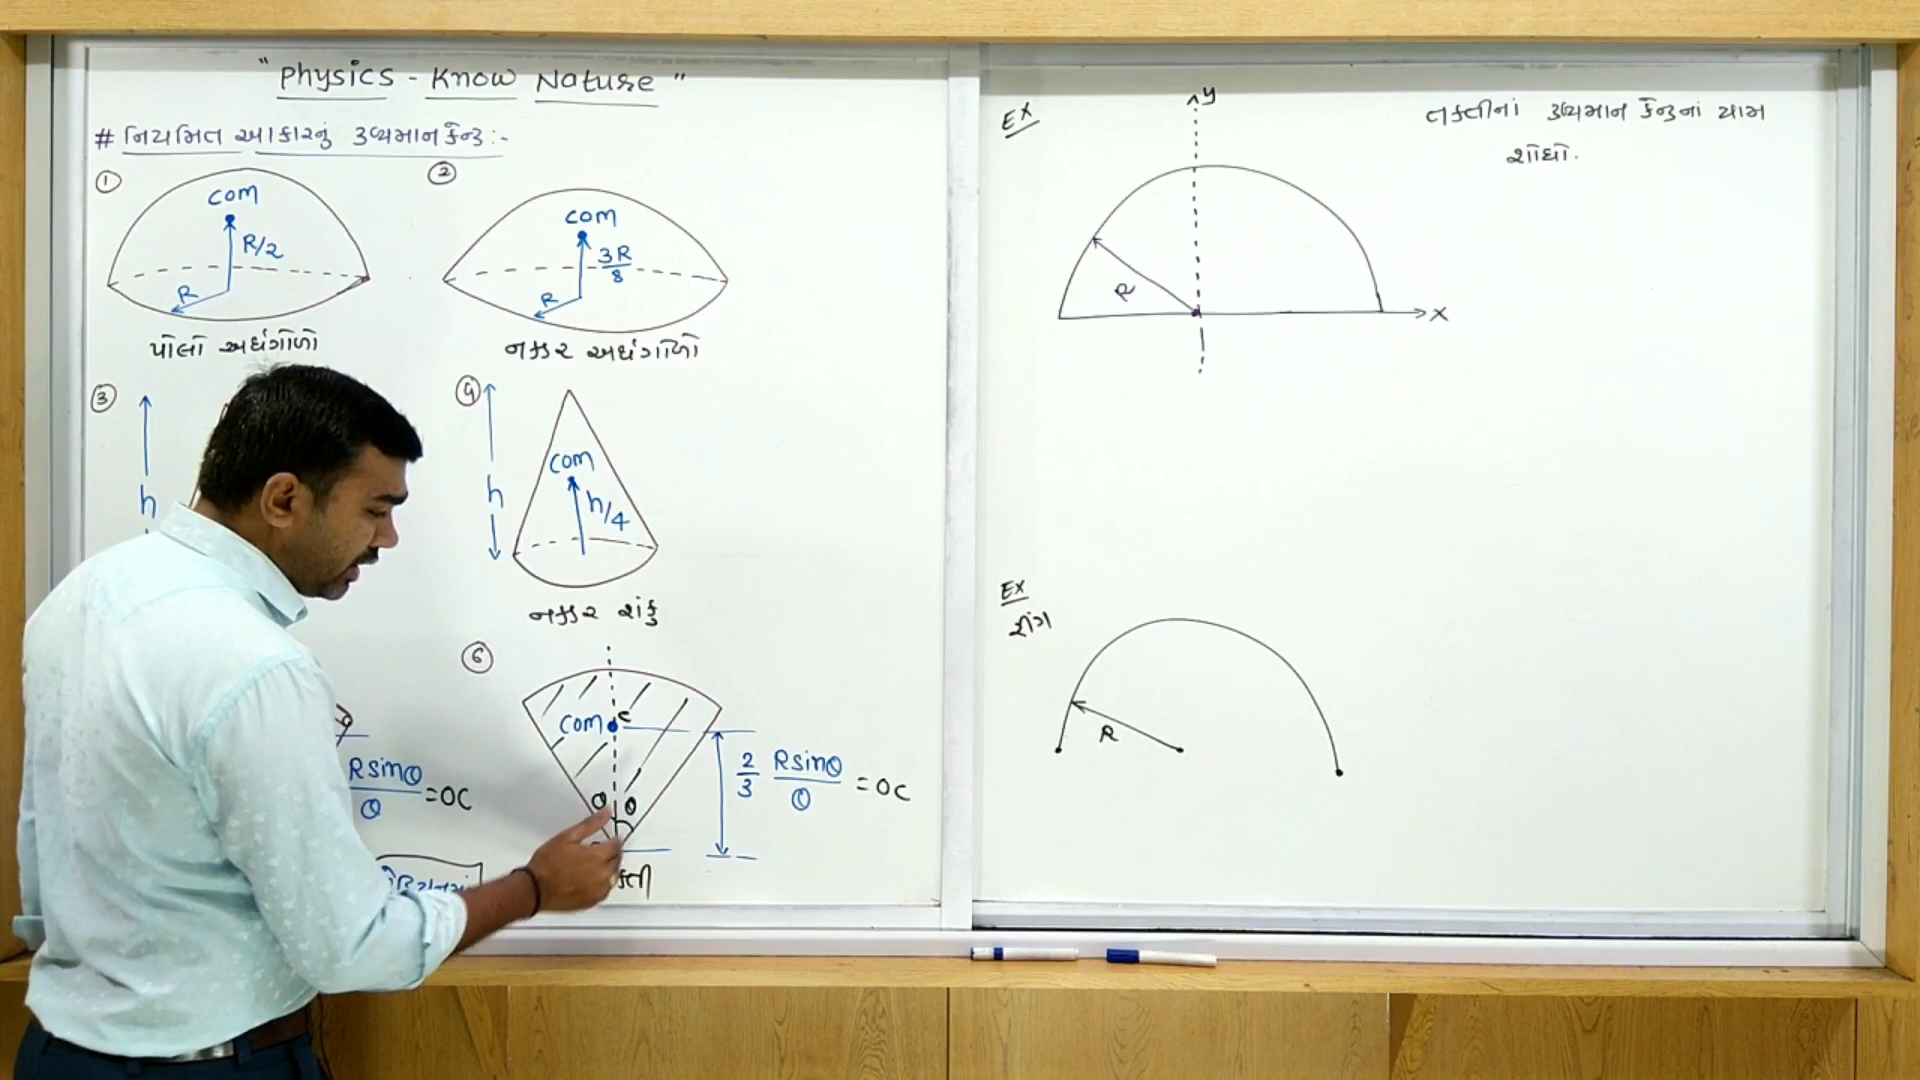 "Physics - Know Nature"
# નિયમિત આકારનું દ્રવ્યમાન કેન્દ્ર :-
①
com
R/2
R
પોલો અર્ધગોળો
②
com
3R
8
R
નક્કર અર્ધગોળો
③
h
④
h
com
h/4
નક્કર શંકુ
Rsinθ
θ
=OC
⑥
com
c
θ θ
2
3
Rsinθ
θ
=OC
Ex
y
x
R
તકતીનાં દ્રવ્યમાન કેન્દ્રનાં યામ
શોધો.
Ex
રીંગ
R